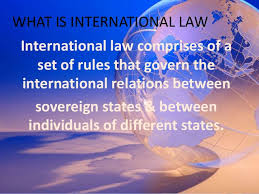 WHAT IS INTERNATIONAL LAW
International law comprises of a
set of rules that govern the
international relations between
sovereign states & between
individuals of different states.